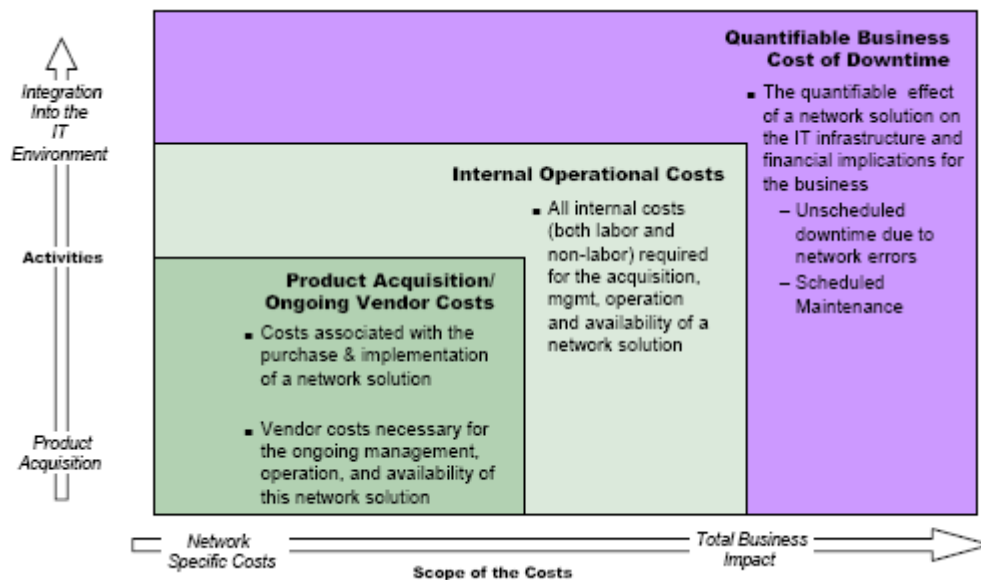 Integration
Into the
IT
Environment
Activities
Product
Acquisition
Quantifiable Business
Cost of Downtime
▪ The quantifiable effect
of a network solution on
the IT infrastructure and
financial implications for
the business
– Unscheduled
downtime due to
network errors
– Scheduled
Maintenance
Internal Operational Costs
▪ All internal costs
(both labor and
non-labor) required
for the acquisition,
mgmt, operation
and availability of a
network solution
Product Acquisition/
Ongoing Vendor Costs
▪ Costs associated with the
purchase & implementation
of a network solution
▪ Vendor costs necessary for
the ongoing management,
operation, and availability of
this network solution
Network
Specific Costs
Scope of the Costs
Total Business
Impact